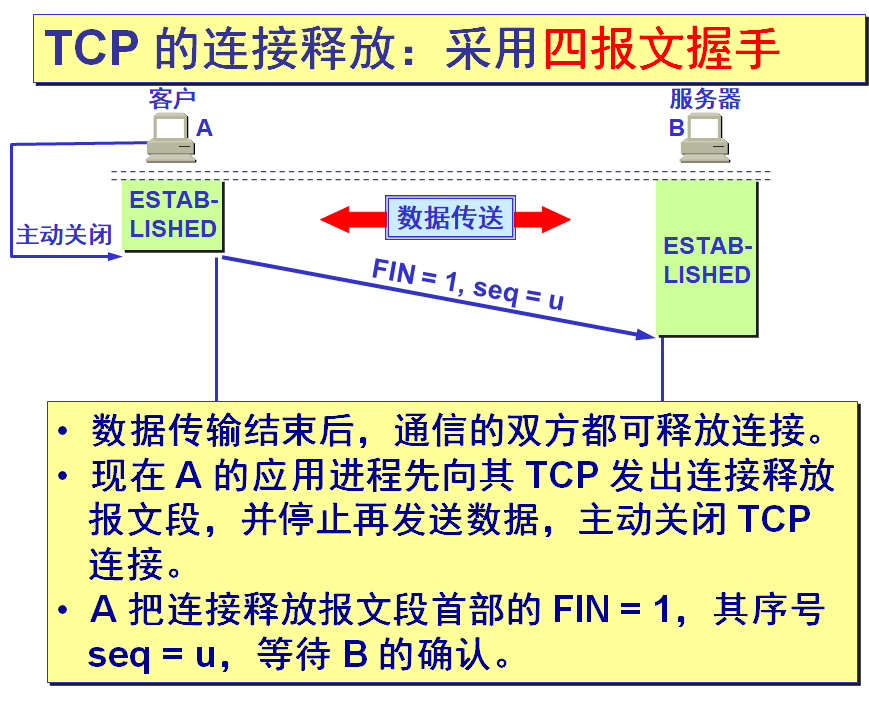 TCP 的连接释放：采用四报文握手
客户
服务器
A
B
ESTAB-
LISHED
数据传送
主动关闭
ESTAB-
LISHED
FIN = 1, seq = u
• 数据传输结束后，通信的双方都可释放连接。
• 现在 A 的应用进程先向其 TCP 发出连接释放
报文段，并停止再发送数据，主动关闭 TCP
连接。
• A 把连接释放报文段首部的 FIN = 1，其序号
seq = u，等待 B 的确认。